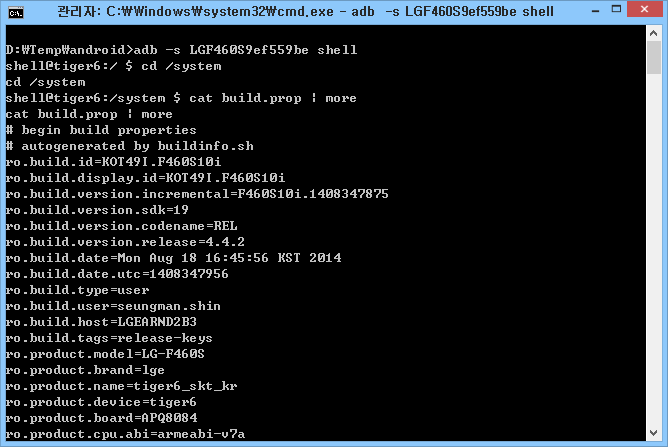 관리자: C:₩Windows₩system32₩cmd.exe - adb  -s LGF460S9ef559be shell
D:₩Temp₩android>adb -s LGF460S9ef559be shell
shell@tiger6:/ $ cd /system
cd /system
shell@tiger6:/system $ cat build.prop | more
cat build.prop | more
# begin build properties
# autogenerated by buildinfo.sh
ro.build.id=KOT49I.F460S10i
ro.build.display.id=KOT49I.F460S10i
ro.build.version.incremental=F460S10i.1408347875
ro.build.version.sdk=19
ro.build.version.codename=REL
ro.build.version.release=4.4.2
ro.build.date=Mon Aug 18 16:45:56 KST 2014
ro.build.date.utc=1408347956
ro.build.type=user
ro.build.user=seungman.shin
ro.build.host=LGEARND2B3
ro.build.tags=release-keys
ro.product.model=LG-F460S
ro.product.brand=lge
ro.product.name=tiger6_skt_kr
ro.product.device=tiger6
ro.product.board=APQ8084
ro.product.cpu.abi=armeabi-v7a